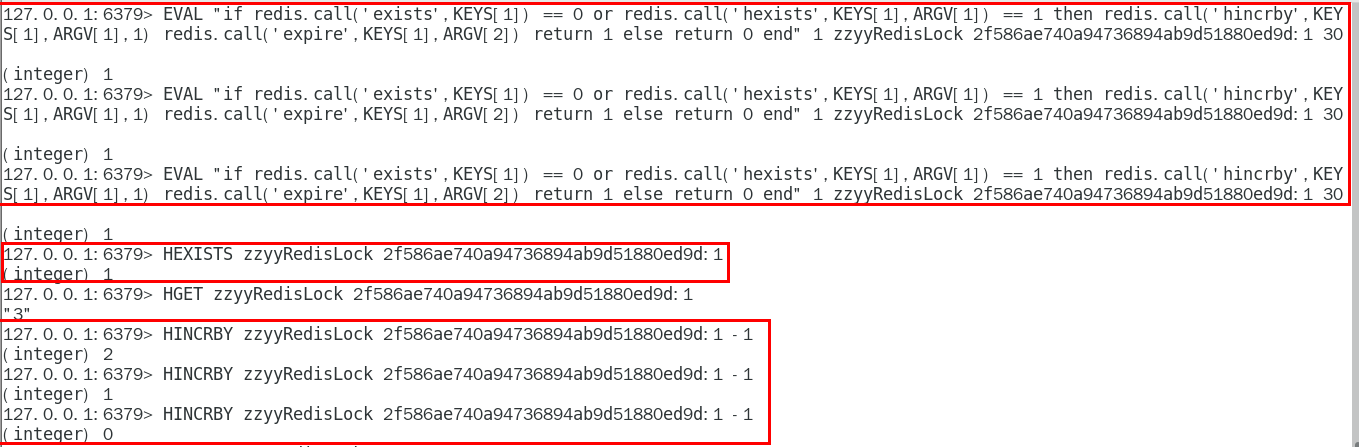 127.0.0.1:6379> EVAL "if redis.call('exists',KEYS[1]) == 0 or redis.call('hexists',KEYS[1],ARGV[1]) == 1 then redis.call('hincrby',KEY
S[1],ARGV[1],1) redis.call('expire',KEYS[1],ARGV[2]) return 1 else return 0 end" 1 zzyyRedisLock 2f586ae740a94736894ab9d51880ed9d:1 30
(integer) 1
127.0.0.1:6379> EVAL "if redis.call('exists',KEYS[1]) == 0 or redis.call('hexists',KEYS[1],ARGV[1]) == 1 then redis.call('hincrby',KEY
S[1],ARGV[1],1) redis.call('expire',KEYS[1],ARGV[2]) return 1 else return 0 end" 1 zzyyRedisLock 2f586ae740a94736894ab9d51880ed9d:1 30
(integer) 1
127.0.0.1:6379> EVAL "if redis.call('exists',KEYS[1]) == 0 or redis.call('hexists',KEYS[1],ARGV[1]) == 1 then redis.call('hincrby',KEY
S[1],ARGV[1],1) redis.call('expire',KEYS[1],ARGV[2]) return 1 else return 0 end" 1 zzyyRedisLock 2f586ae740a94736894ab9d51880ed9d:1 30
(integer) 1
127.0.0.1:6379> HEXISTS zzyyRedisLock 2f586ae740a94736894ab9d51880ed9d:1
(integer) 1
127.0.0.1:6379> HGET zzyyRedisLock 2f586ae740a94736894ab9d51880ed9d:1
"3"
127.0.0.1:6379> HINCRBY zzyyRedisLock 2f586ae740a94736894ab9d51880ed9d:1 -1
(integer) 2
127.0.0.1:6379> HINCRBY zzyyRedisLock 2f586ae740a94736894ab9d51880ed9d:1 -1
(integer) 1
127.0.0.1:6379> HINCRBY zzyyRedisLock 2f586ae740a94736894ab9d51880ed9d:1 -1
(integer) 0